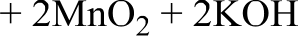 + 2MnO₂ + 2KOH